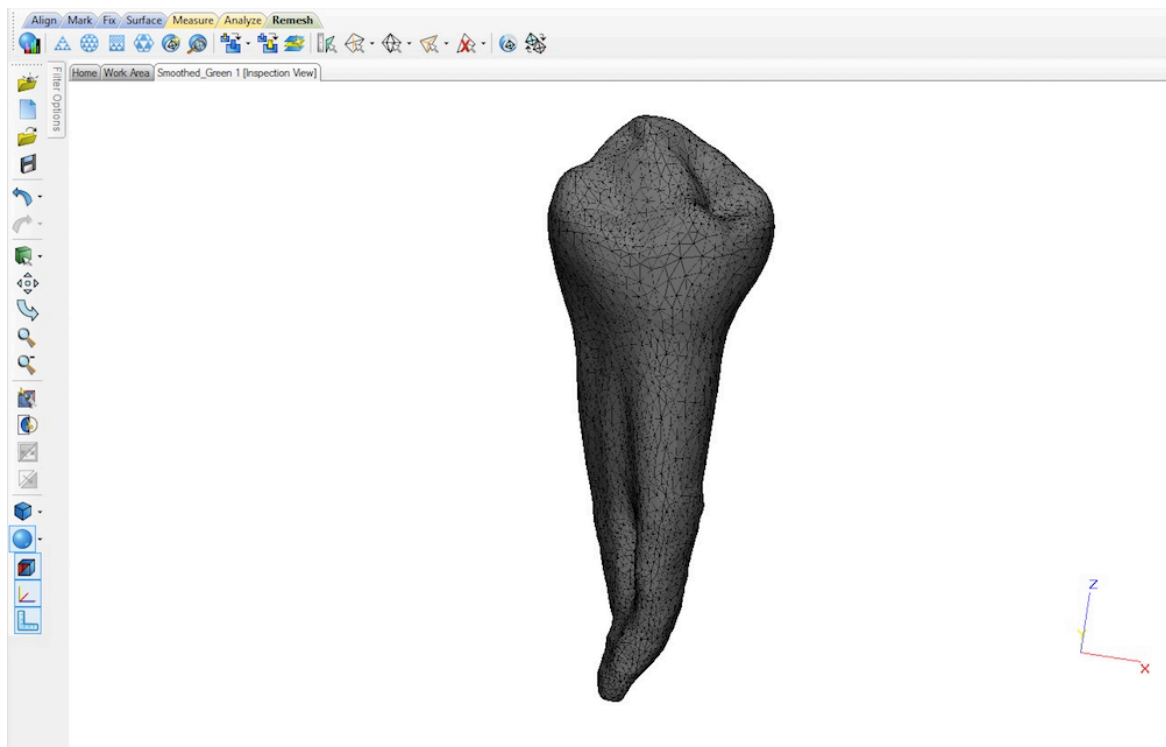 Align Mark Fix Surface Measure Analyze Remesh
Home Work Area Smoothed_Green 1 [Inspection View]
Filter Options
Z
Y
X